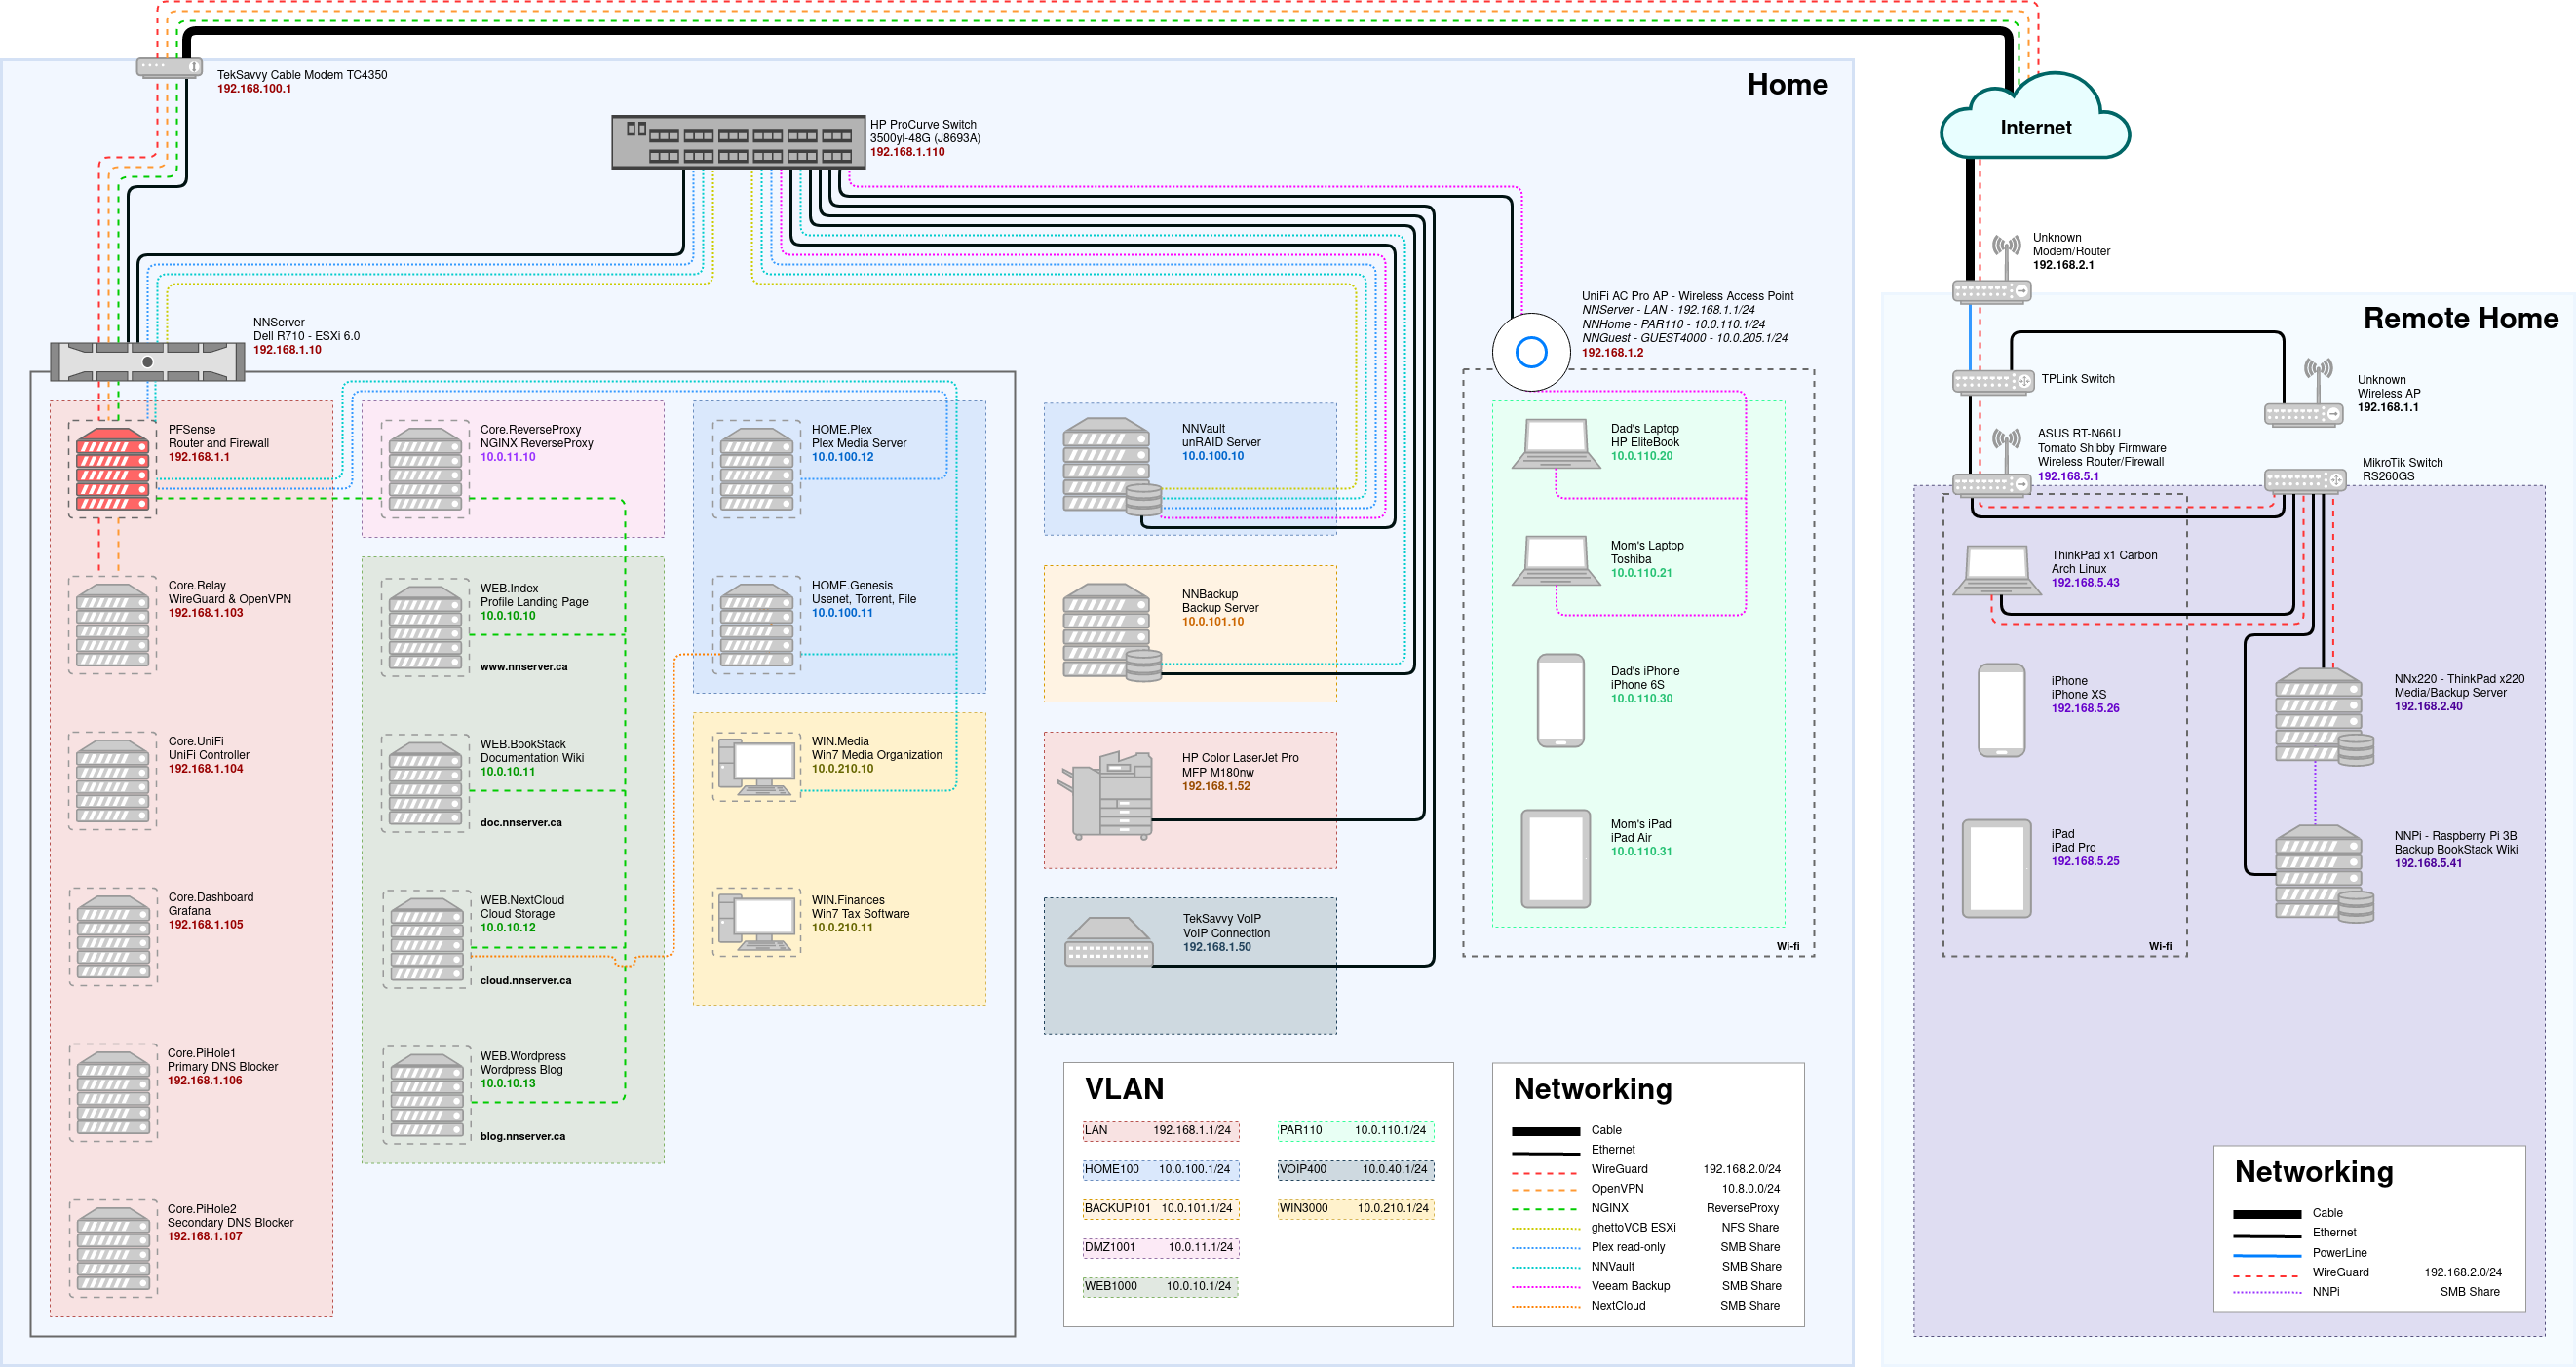 TekSavvy Cable Modem TC4350
192.168.100.1
Home
HP ProCurve Switch
3500yl-48G (J8693A)
192.168.1.110
NNServer
Dell R710 - ESXi 6.0
192.168.1.10
PFSense
Router and Firewall
192.168.1.1
Core.Relay
WireGuard & OpenVPN
192.168.1.103
Core.UniFi
UniFi Controller
192.168.1.104
Core.Dashboard
Grafana
192.168.1.105
Core.PiHole1
Primary DNS Blocker
192.168.1.106
Core.PiHole2
Secondary DNS Blocker
192.168.1.107
Core.ReverseProxy
NGINX ReverseProxy
10.0.11.10
WEB.Index
Profile Landing Page
10.0.10.10
www.nnserver.ca
WEB.BookStack
Documentation Wiki
10.0.10.11
doc.nnserver.ca
WEB.NextCloud
Cloud Storage
10.0.10.12
cloud.nnserver.ca
WEB.Wordpress
Wordpress Blog
10.0.10.13
blog.nnserver.ca
HOME.Plex
Plex Media Server
10.0.100.12
HOME.Genesis
Usenet, Torrent, File
10.0.100.11
WIN.Media
Win7 Media Organization
10.0.210.10
WIN.Finances
Win7 Tax Software
10.0.210.11
NNVault
unRAID Server
10.0.100.10
NNBackup
Backup Server
10.0.101.10
HP Color LaserJet Pro
MFP M180nw
192.168.1.52
TekSavvy VoIP
VoIP Connection
192.168.1.50
UniFi AC Pro AP - Wireless Access Point
NNServer - LAN - 192.168.1.1/24
NNHome - PAR110 - 10.0.110.1/24
NNGuest - GUEST4000 - 10.0.205.1/24
192.168.1.2
Dad's Laptop
HP EliteBook
10.0.110.20
Mom's Laptop
Toshiba
10.0.110.21
Dad's iPhone
iPhone 6S
10.0.110.30
Mom's iPad
iPad Air
10.0.110.31
Wi-fi
VLAN
LAN 192.168.1.1/24
HOME100 10.0.100.1/24
BACKUP101 10.0.101.1/24
DMZ1001 10.0.11.1/24
WEB1000 10.0.10.1/24
PAR110 10.0.110.1/24
VOIP400 10.0.40.1/24
WIN3000 10.0.210.1/24
Networking
Cable
Ethernet
WireGuard 192.168.2.0/24
OpenVPN 10.8.0.0/24
NGINX ReverseProxy
ghettoVCB ESXi NFS Share
Plex read-only SMB Share
NNVault SMB Share
Veeam Backup SMB Share
NextCloud SMB Share
Internet
Unknown
Modem/Router
192.168.2.1
Remote Home
TPLink Switch
Unknown
Wireless AP
192.168.1.1
ASUS RT-N66U
Tomato Shibby Firmware
Wireless Router/Firewall
192.168.5.1
MikroTik Switch
RS260GS
ThinkPad x1 Carbon
Arch Linux
192.168.5.43
iPhone
iPhone XS
192.168.5.26
iPad
iPad Pro
192.168.5.25
Wi-fi
NNx220 - ThinkPad x220
Media/Backup Server
192.168.2.40
NNPi - Raspberry Pi 3B
Backup BookStack Wiki
192.168.5.41
Networking
Cable
Ethernet
PowerLine
WireGuard 192.168.2.0/24
NNPi SMB Share